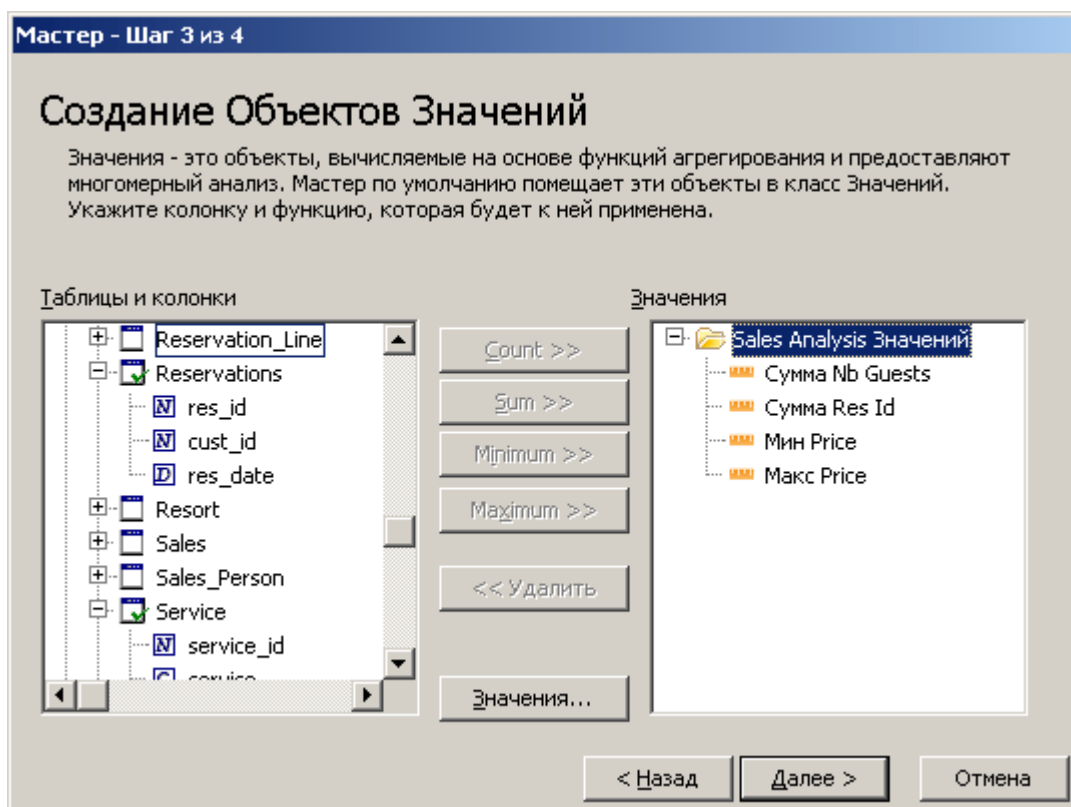 Мастер - Шаг 3 из 4
Создание Объектов Значений
Значения - это объекты, вычисляемые на основе функций агрегирования и предоставляют
многомерный анализ. Мастер по умолчанию помещает эти объекты в класс Значений.
Укажите колонку и функцию, которая будет к ней применена.
Таблицы и колонки
Reservation_Line
Reservations
N res_id
N cust_id
D res_date
Resort
Sales
Sales_Person
Service
N service_id
Count >>
Sum >>
Minimum >>
Maximum >>
<< Удалить
Значения...
Значения
Sales Analysis Значений
Сумма Nb Guests
Сумма Res Id
Мин Price
Макс Price
< Назад
Далее >
Отмена